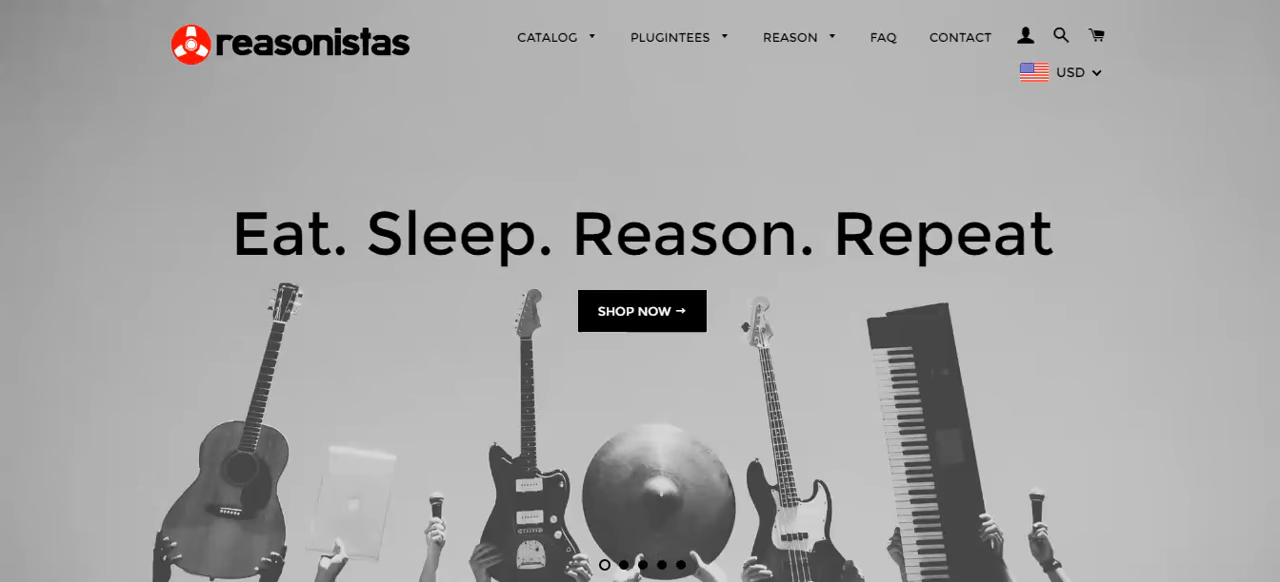 reasonistas
CATALOG PLUGINTEES REASON FAQ CONTACT
USD
Eat. Sleep. Reason. Repeat
SHOP NOW →